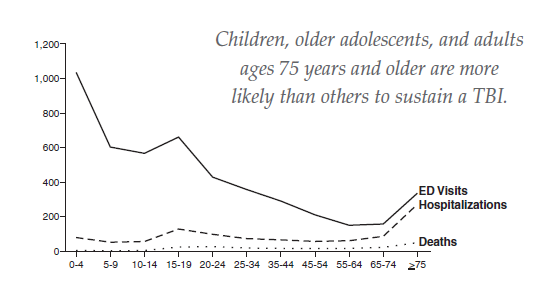 Children, older adolescents, and adults
ages 75 years and older are more
likely than others to sustain a TBI.
1,200
1,000
800
600
400
200
0
ED Visits
Hospitalizations
Deaths
0-4 5-9 10-14 15-19 20-24 25-34 35-44 45-54 55-64 65-74 ≥75